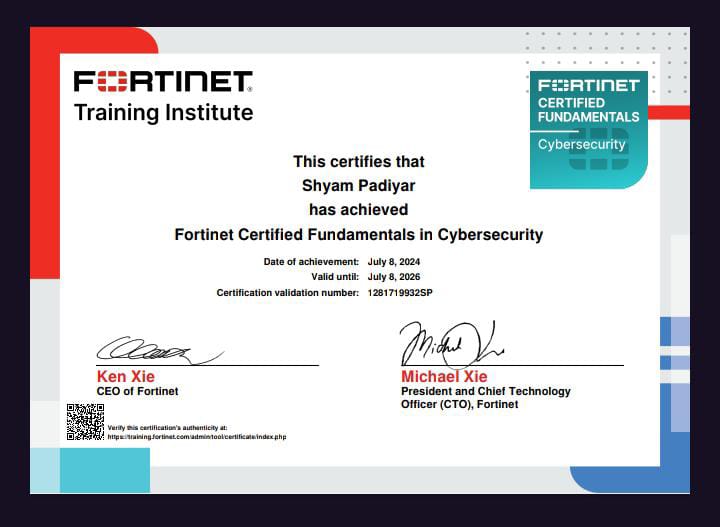 FORTINET®
Training Institute
FORTINET
CERTIFIED
FUNDAMENTALS
Cybersecurity
This certifies that
Shyam Padiyar
has achieved
Fortinet Certified Fundamentals in Cybersecurity
Date of achievement: July 8, 2024
Valid until: July 8, 2026
Certification validation number: 1281719932SP
Ken Xie
CEO of Fortinet
Michael Xie
President and Chief Technology
Officer (CTO), Fortinet
Verify this certification's authenticity at:
https://training.fortinet.com/admin/tool/certificate/index.php